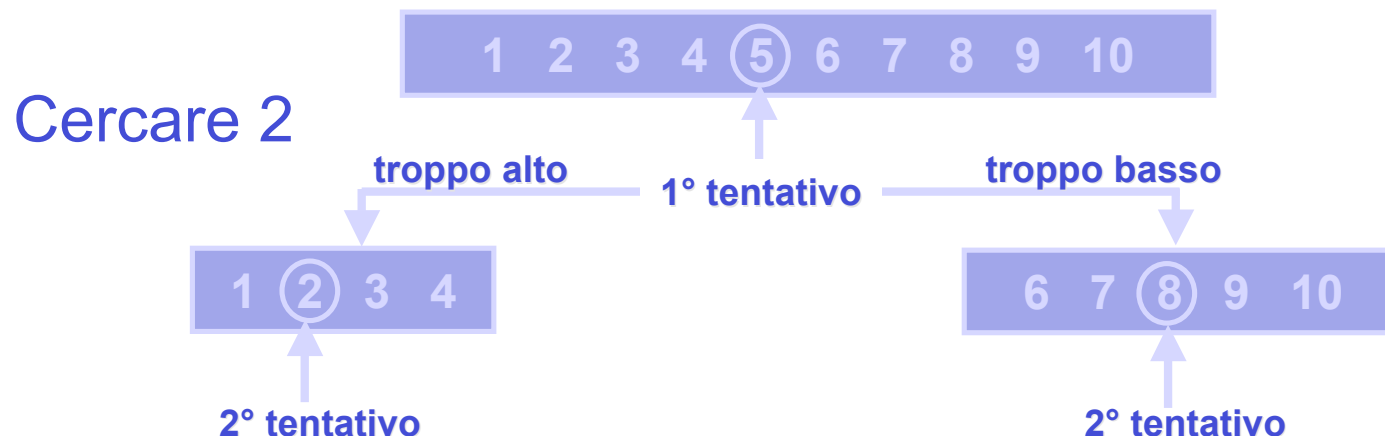 1 2 3 4 5 6 7 8 9 10
Cercare 2
troppo alto
1° tentativo
troppo basso
1 2 3 4
6 7 8 9 10
2° tentativo
2° tentativo